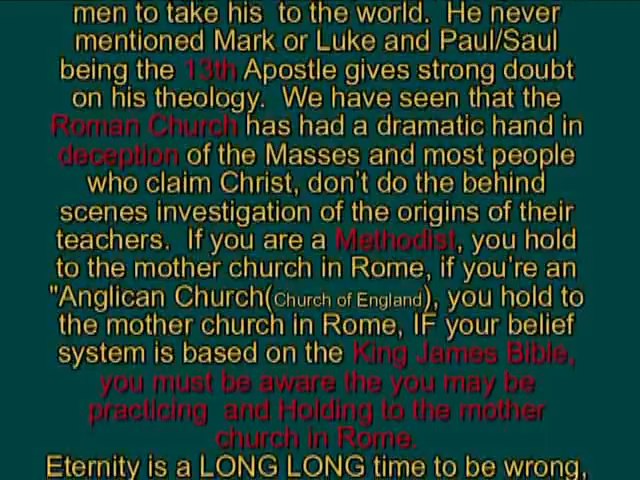 men to take his  to the world.  He never
mentioned Mark or Luke and Paul/Saul
being the 13th Apostle gives strong doubt
on his theology.  We have seen that the
Roman Church has had a dramatic hand in
deception of the Masses and most people
who claim Christ, don't do the behind
scenes investigation of the origins of their
teachers.  If you are a Methodist, you hold
to the mother church in Rome, if you're an
"Anglican Church(Church of England), you hold to
the mother church in Rome, IF your belief
system is based on the King James Bible,
you must be aware the you may be
practicing  and Holding to the mother
church in Rome.
Eternity is a LONG LONG time to be wrong,